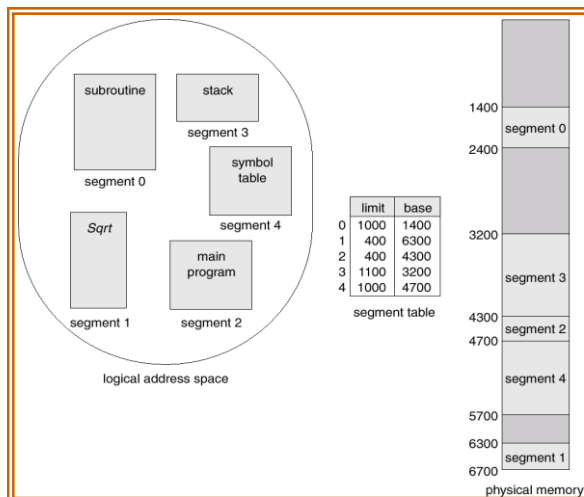 subroutine
segment 0
stack
segment 3
symbol
table
segment 4
Sqrt
segment 1
main
program
segment 2
logical address space
limit base
0 1000 1400
1 400 6300
2 400 4300
3 1100 3200
4 1000 4700
segment table
1400
segment 0
2400
3200
segment 3
4300
segment 2
4700
segment 4
5700
6300
segment 1
6700
physical memory